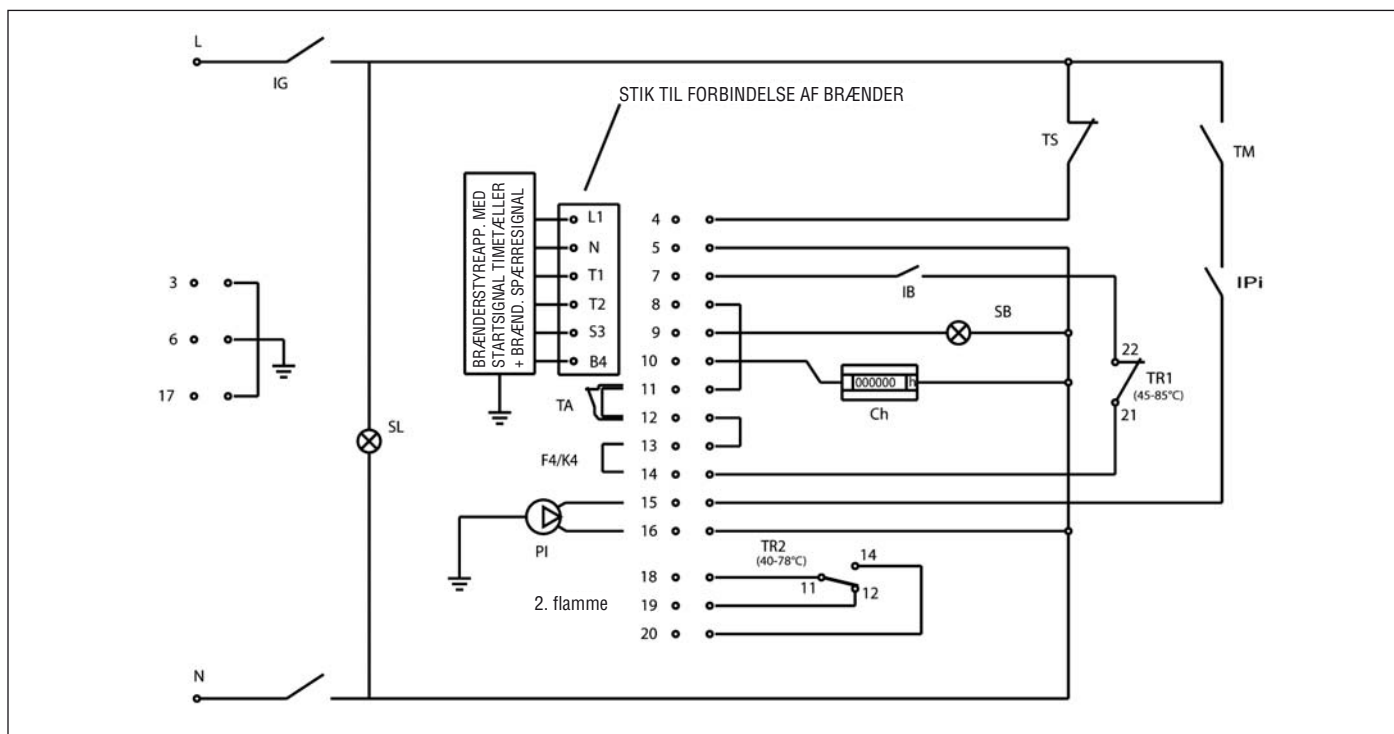 L
IG
STIK TIL FORBINDELSE AF BRÆNDER
TS
TM
BRÆNDERSTYREAPP. MED
STARTSIGNAL TIMETÆLLER
+ BRÆND. SPÆRRESIGNAL
L1
N
T1
T2
S3
B4
4
5
7
8
9
10
11
12
13
14
15
16
18
19
20
3
6
17
IB
SB
IPi
22
TR1
(45-85°C)
21
000000 h
Ch
TA
SL
F4/K4
PI
TR2
(40-78°C)
14
11
12
2. flamme
N